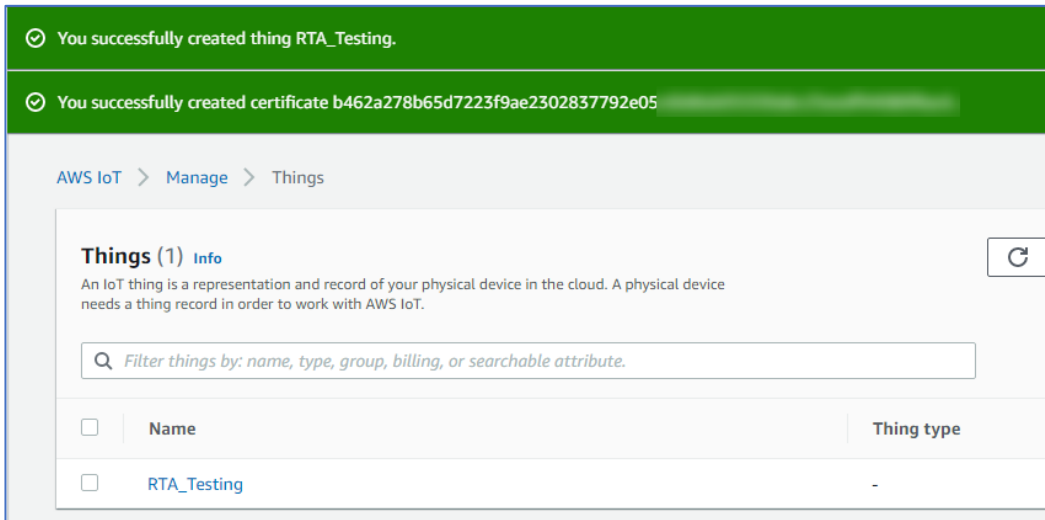 You successfully created thing RTA_Testing.
You successfully created certificate b462a278b65d7223f9ae2302837792e05
AWS IoT > Manage > Things
Things (1) Info
An IoT thing is a representation and record of your physical device in the cloud. A physical device
needs a thing record in order to work with AWS IoT.
Filter things by: name, type, group, billing, or searchable attribute.
Name Thing type
RTA_Testing -